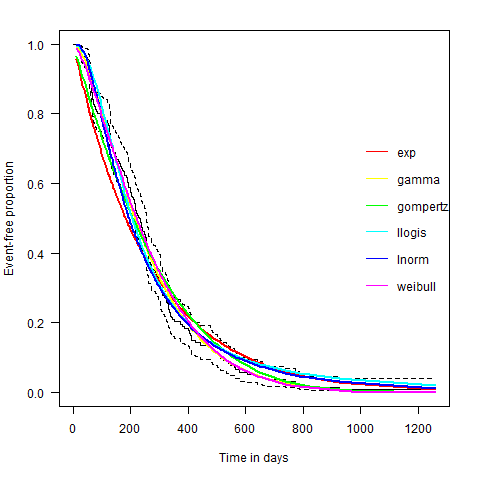 Event-free proportion
1.0
0.8
0.6
0.4
0.2
0.0
exp
gamma
gompertz
llogis
lnorm
weibull
0 200 400 600 800 1000 1200
Time in days